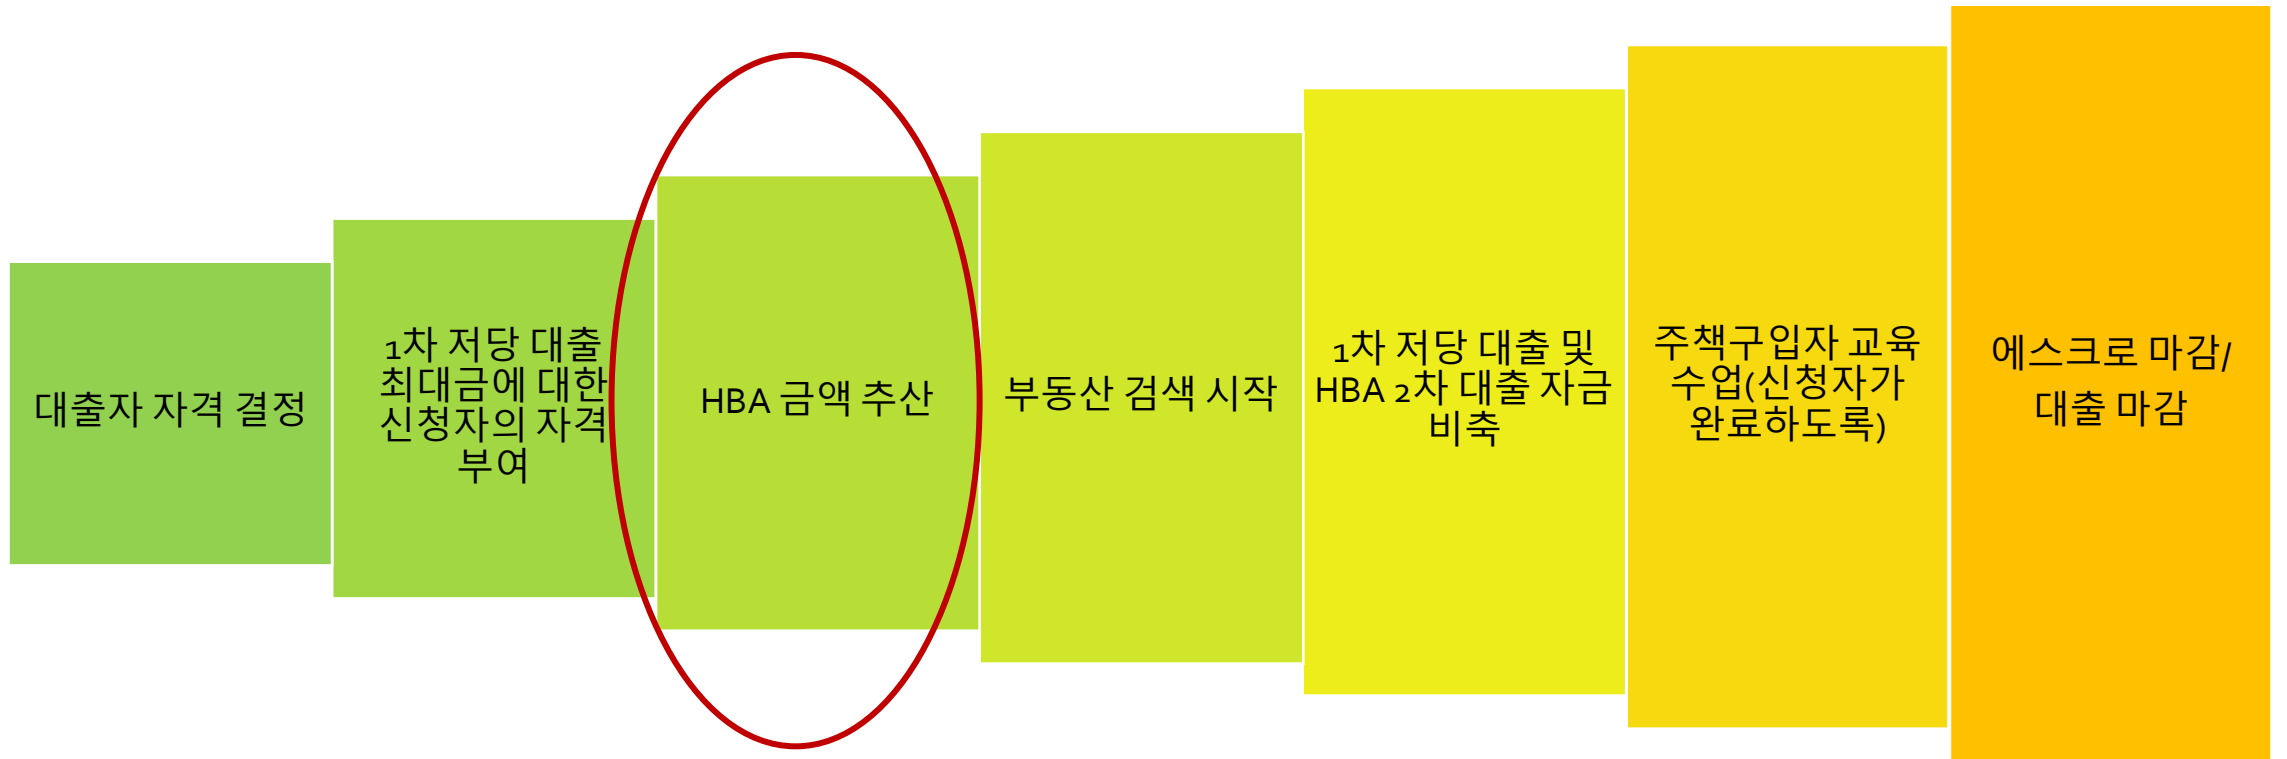 대출자 자격 결정
1차 저당 대출
최대금에 대한
신청자의 자격
부여
HBA 금액 추산
부동산 검색 시작
1차 저당 대출 및
HBA 2차 대출 자금
비축
주책구입자 교육
수업(신청자가
완료하도록)
에스크로 마감/
대출 마감